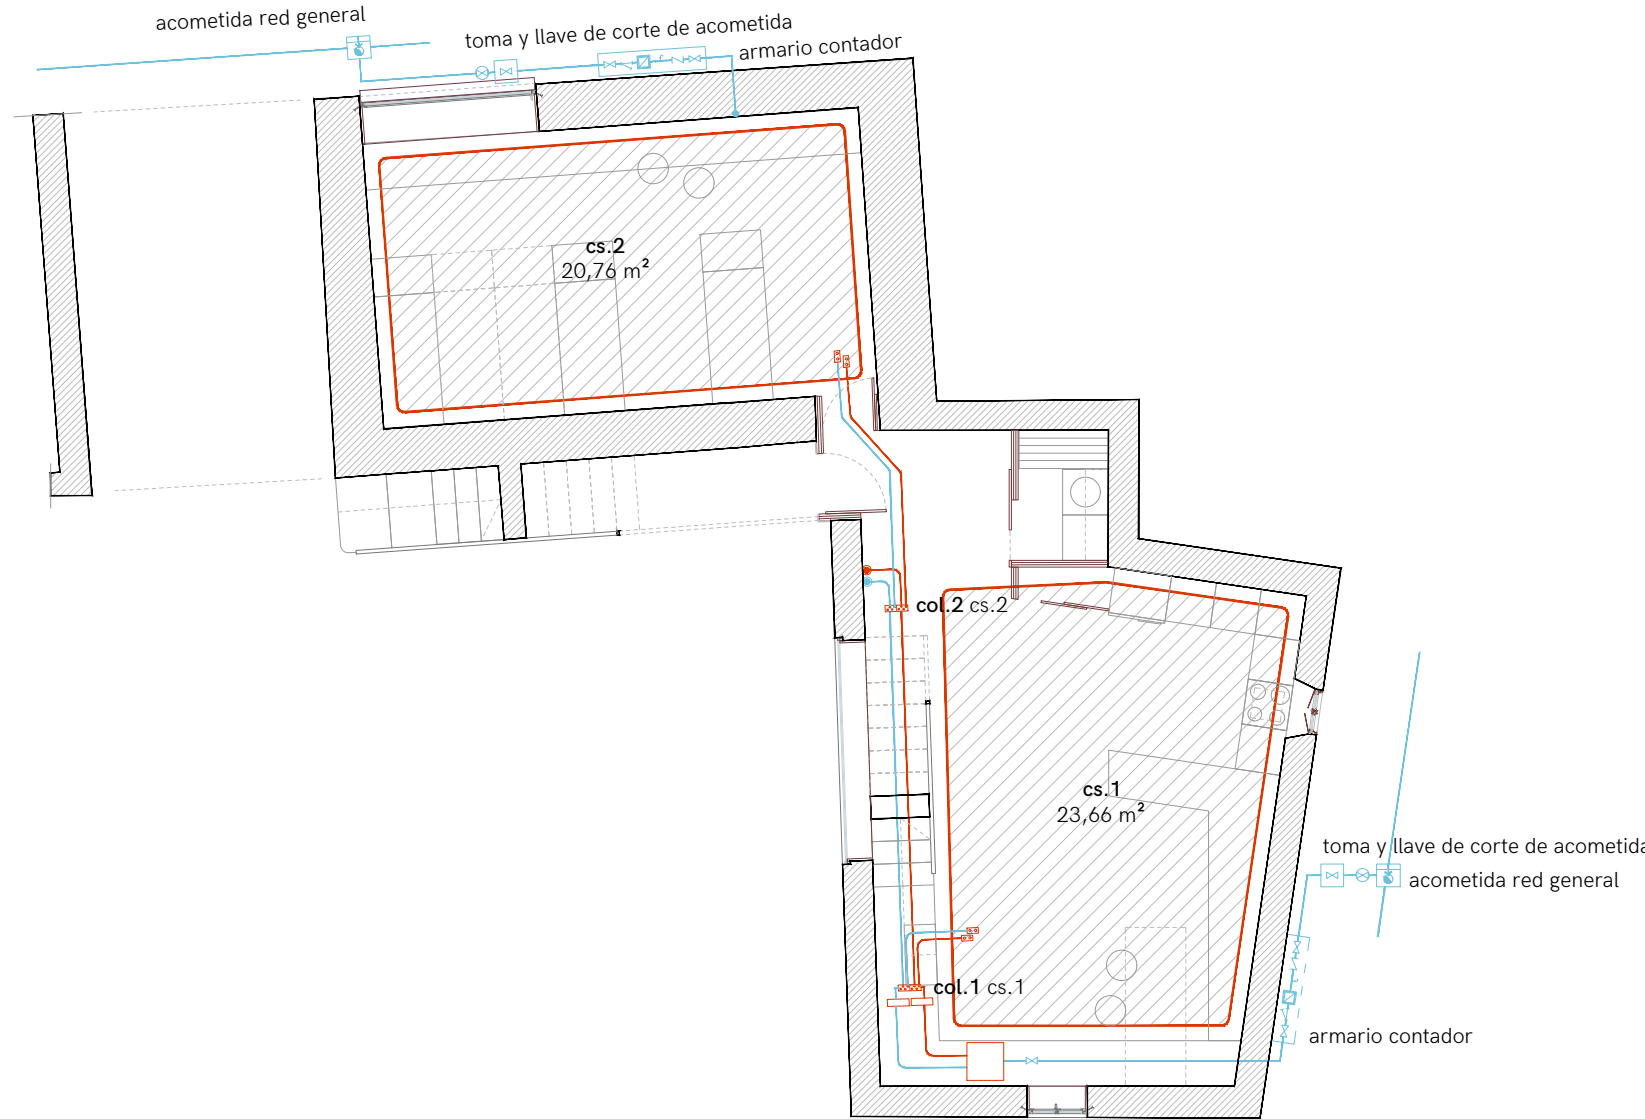 acometida red general
toma y llave de corte de acometida
armario contador
cs.2
20,76 m²
col.2 cs.2
cs.1
23,66 m²
toma y llave de corte de acometida
acometida red general
col.1 cs.1
armario contador